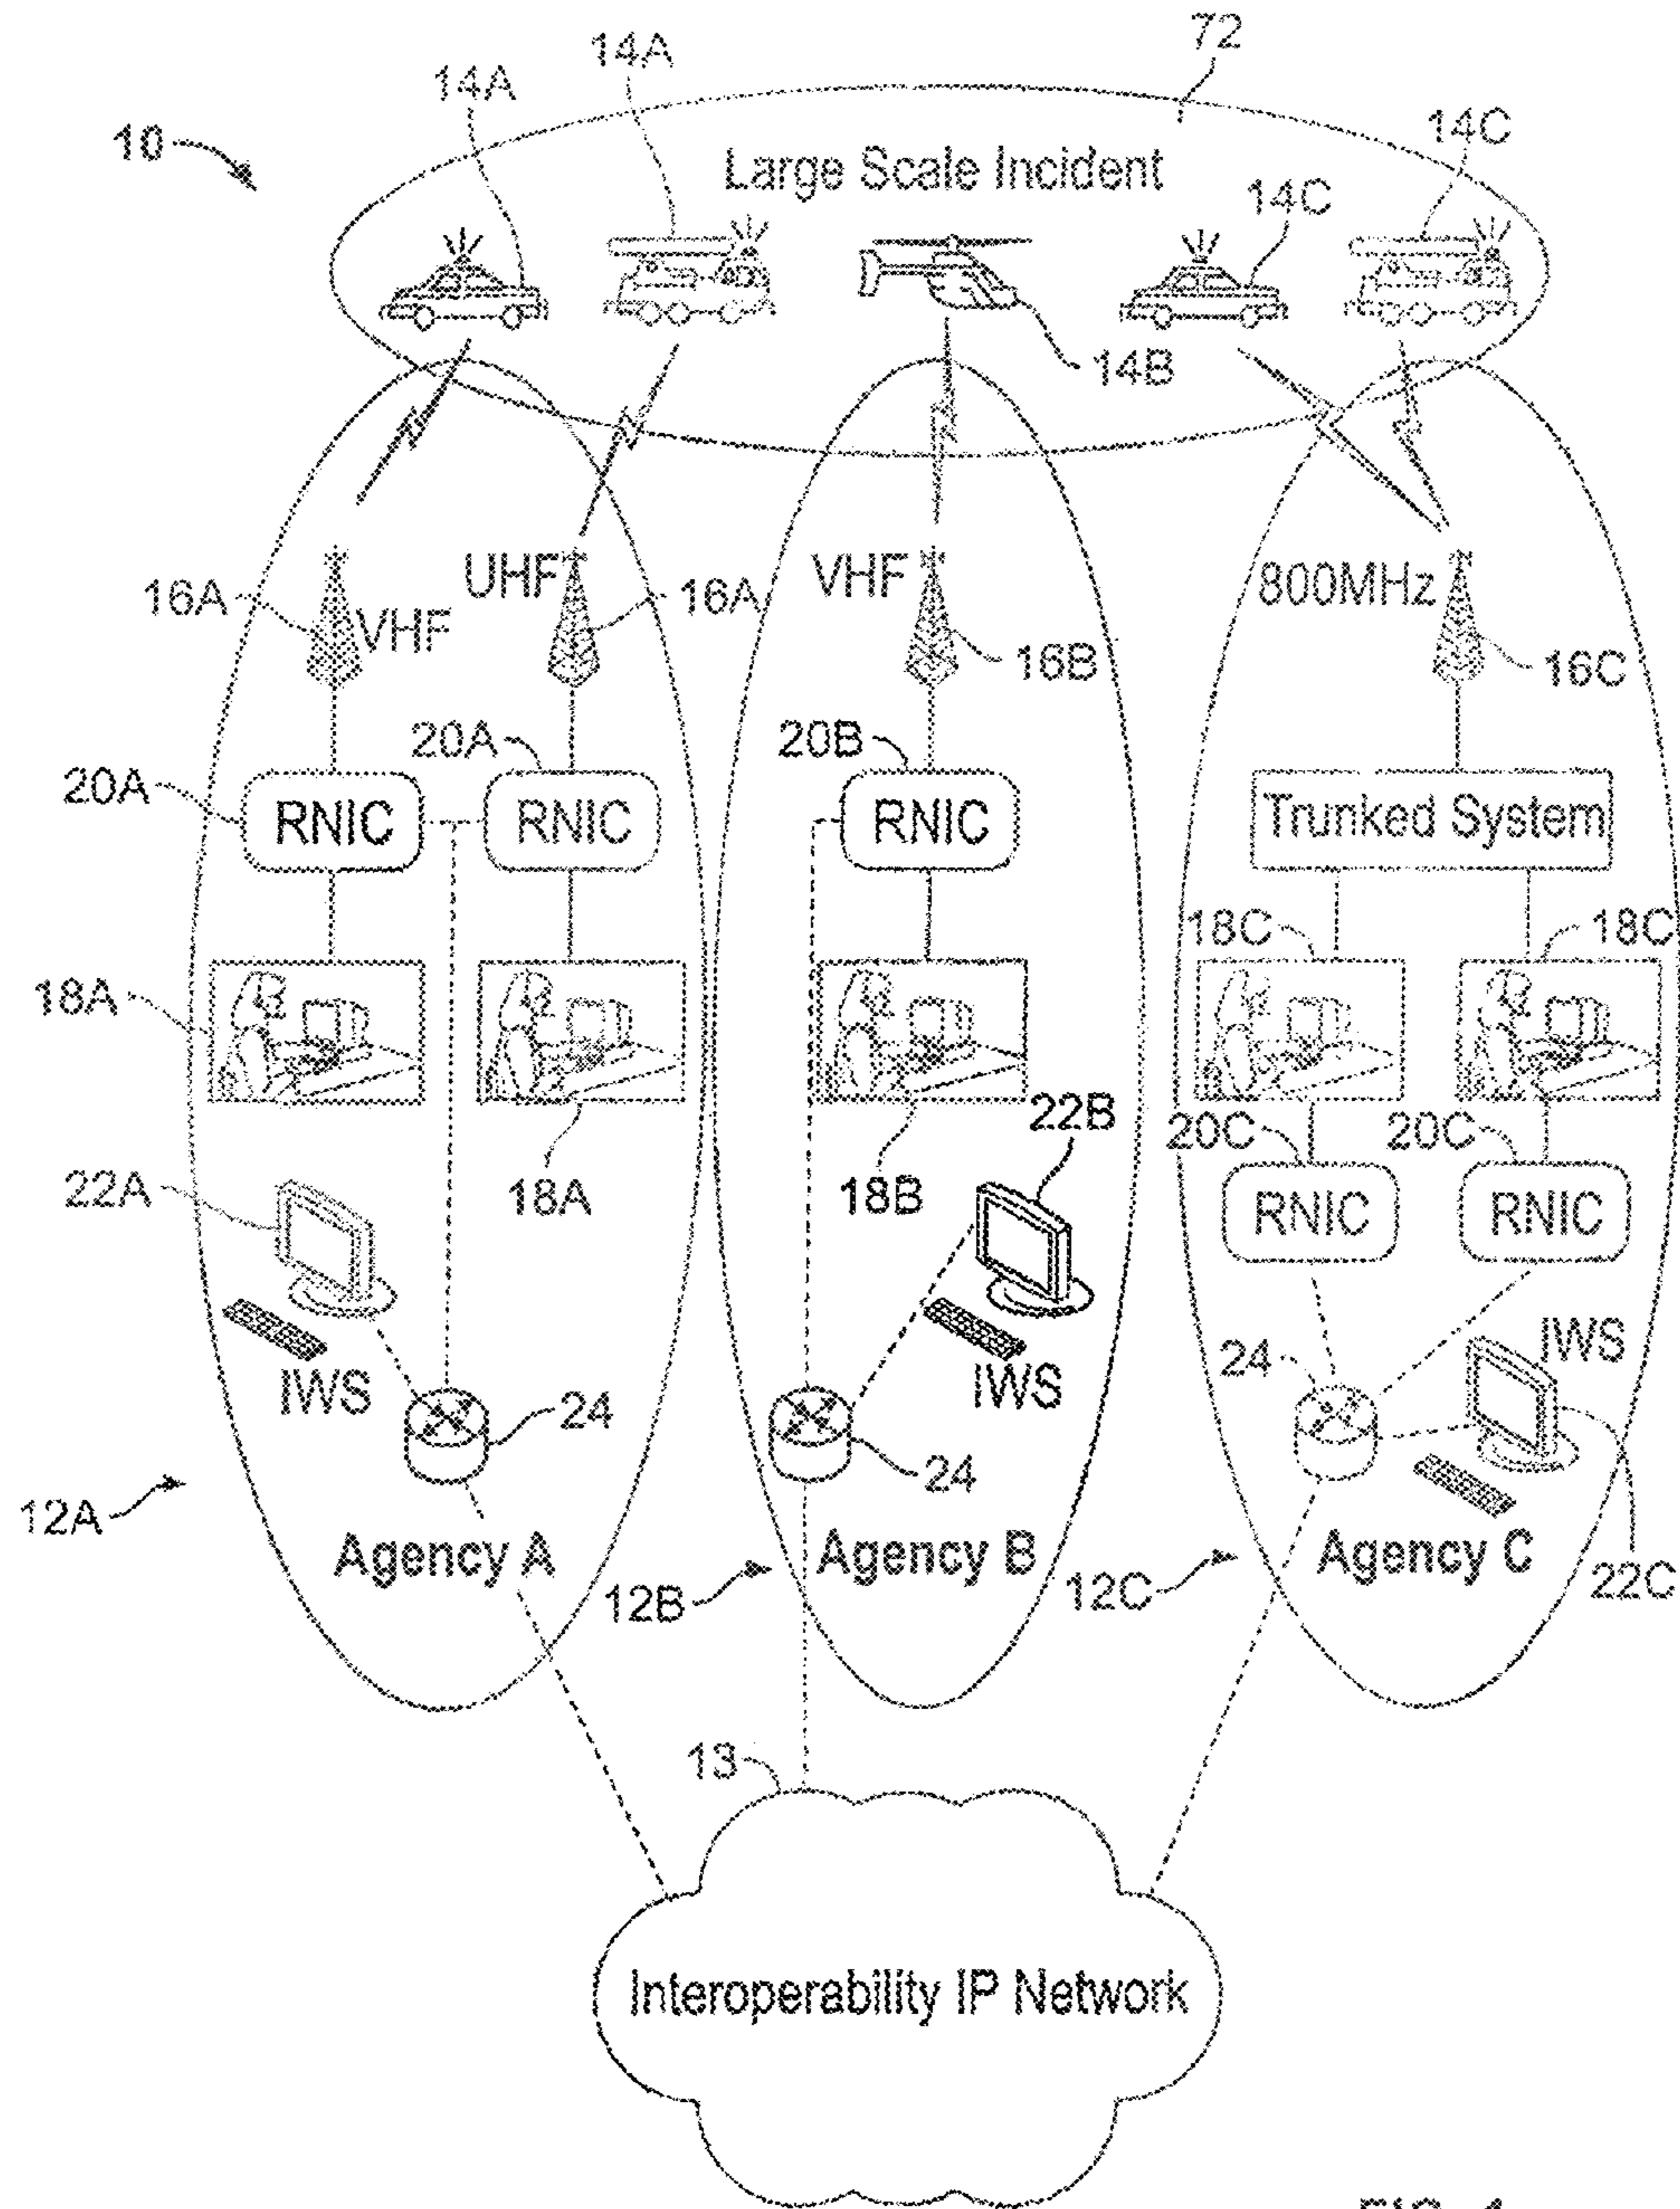 72
14A
14A
10
14C
Large Scale Incident
14C
14B
16A
VHF
UHF
16A
VHF
16B
800MHz
16C
20A
20A
20B
RNIC
RNIC
RNIC
Trunked System
18C
18C
18A
22B
20C
20C
22A
18A
18B
RNIC
RNIC
IWS
24
IWS
24
IWS
24
12A
Agency A
12B
Agency B
12C
Agency C
22C
13
Interoperability IP Network